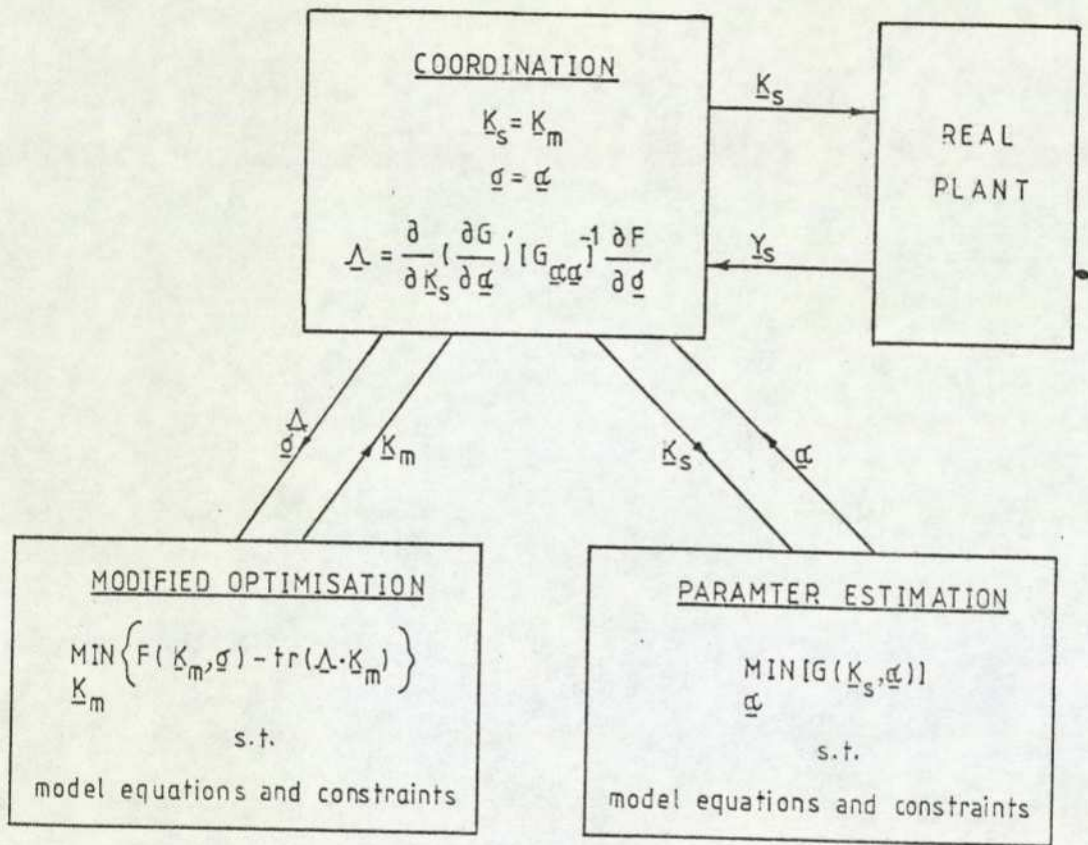 COORDINATION
K_s = K_m
σ = α
Λ = ∂/∂K_s (∂G/∂α)' [G_αα]^-1 ∂F/∂σ
K_s
Y_s
REAL
PLANT
Λ
σ
K_m
K_s
α
MODIFIED OPTIMISATION
MIN {F(K_m,σ) - tr(Λ·K_m)}
K_m
s.t.
model equations and constraints
PARAMTER ESTIMATION
MIN [G(K_s,α)]
α
s.t.
model equations and constraints